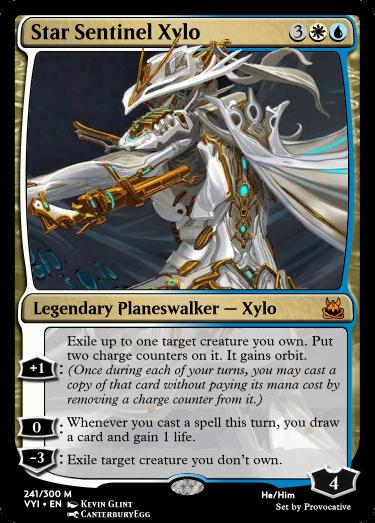 Star Sentinel Xylo 3
Legendary Planeswalker — Xylo
+1: Exile up to one target creature you own. Put
two charge counters on it. It gains orbit.
(Once during each of your turns, you may cast a
copy of that card without paying its mana cost by
removing a charge counter from it.)
0: Whenever you cast a spell this turn, you draw
a card and gain 1 life.
-3: Exile target creature you don't own.
4
241/300 M
VYI • EN Kevin Glint
CanterburyEgg
He/Him
Set by Provocative